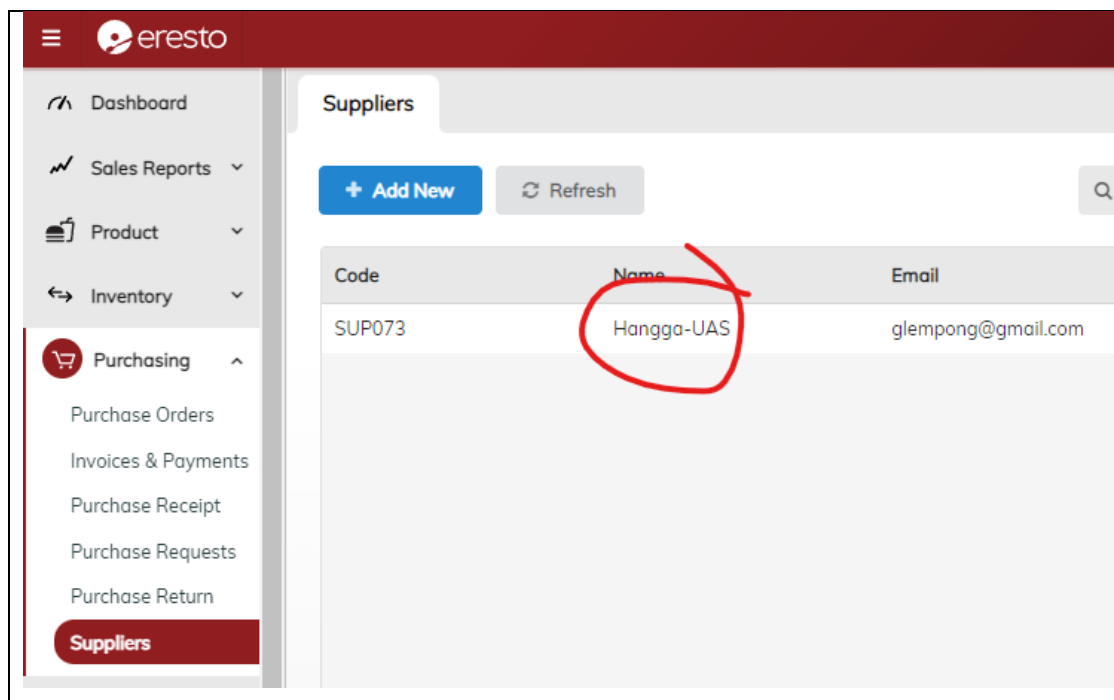 eresto
Dashboard
Sales Reports
Product
Inventory
Purchasing
Purchase Orders
Invoices & Payments
Purchase Receipt
Purchase Requests
Purchase Return
Suppliers
Suppliers
+ Add New
Refresh
Code Name Email
SUP073 Hangga-UAS glempong@gmail.com